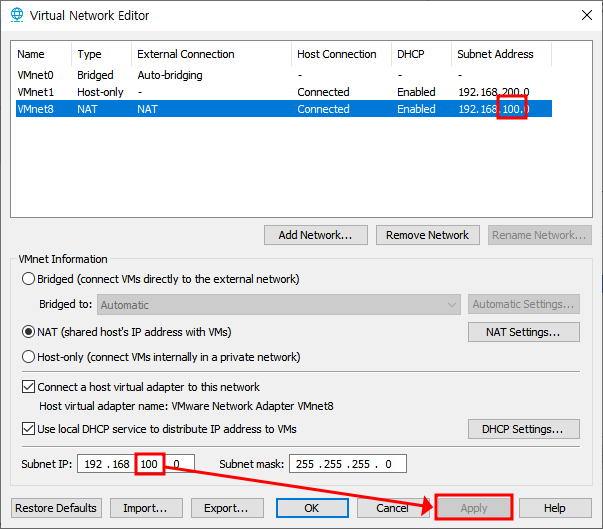 Virtual Network Editor
Name Type External Connection Host Connection DHCP Subnet Address
VMnet0 Bridged Auto-bridging - - -
VMnet1 Host-only - Connected Enabled 192.168.200.0
VMnet8 NAT NAT Connected Enabled 192.168.100.0
Add Network... Remove Network Rename Network...
VMnet Information
Bridged (connect VMs directly to the external network)
Bridged to: Automatic Automatic Settings...
NAT (shared host's IP address with VMs) NAT Settings...
Host-only (connect VMs internally in a private network)
Connect a host virtual adapter to this network
Host virtual adapter name: VMware Network Adapter VMnet8
Use local DHCP service to distribute IP address to VMs DHCP Settings...
Subnet IP: 192 . 168 . 100 . 0 Subnet mask: 255 . 255 . 255 . 0
Restore Defaults Import... Export... OK Cancel Apply Help